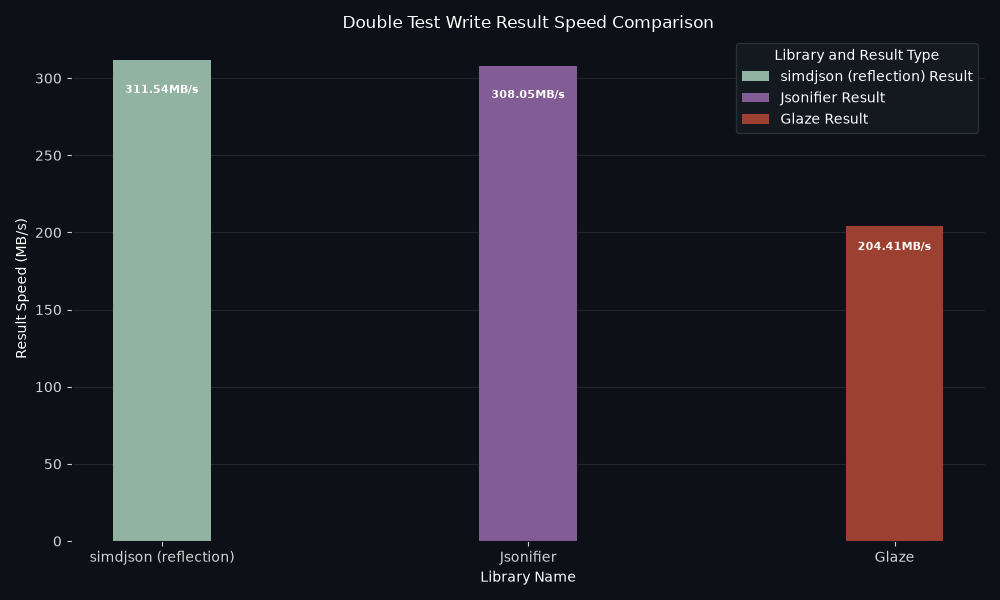 Double Test Write Result Speed Comparison
Library and Result Type
simdjson (reflection) Result
Jsonifier Result
Glaze Result
311.54MB/s
308.05MB/s
204.41MB/s
Result Speed (MB/s)
300
250
200
150
100
50
0
simdjson (reflection)
Jsonifier
Glaze
Library Name